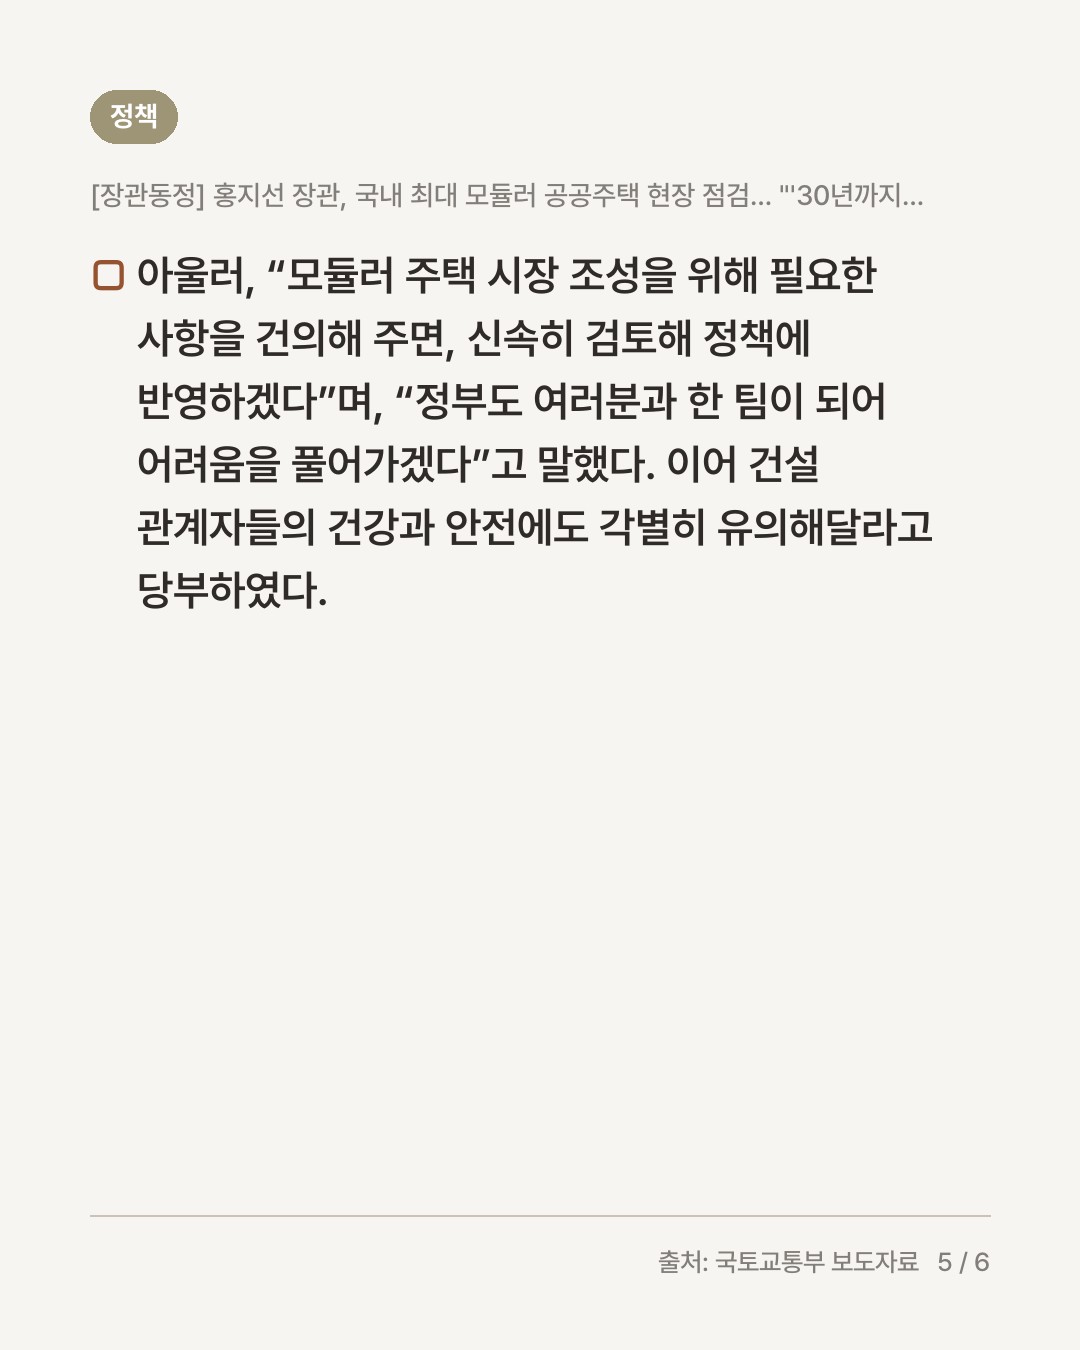 정책
[장관동정] 홍지선 장관, 국내 최대 모듈러 공공주택 현장 점검... "'30년까지...
□ 아울러, “모듈러 주택 시장 조성을 위해 필요한
사항을 건의해 주면, 신속히 검토해 정책에
반영하겠다”며, “정부도 여러분과 한 팀이 되어
어려움을 풀어가겠다”고 말했다. 이어 건설
관계자들의 건강과 안전에도 각별히 유의해달라고
당부하였다.
출처: 국토교통부 보도자료 5 / 6